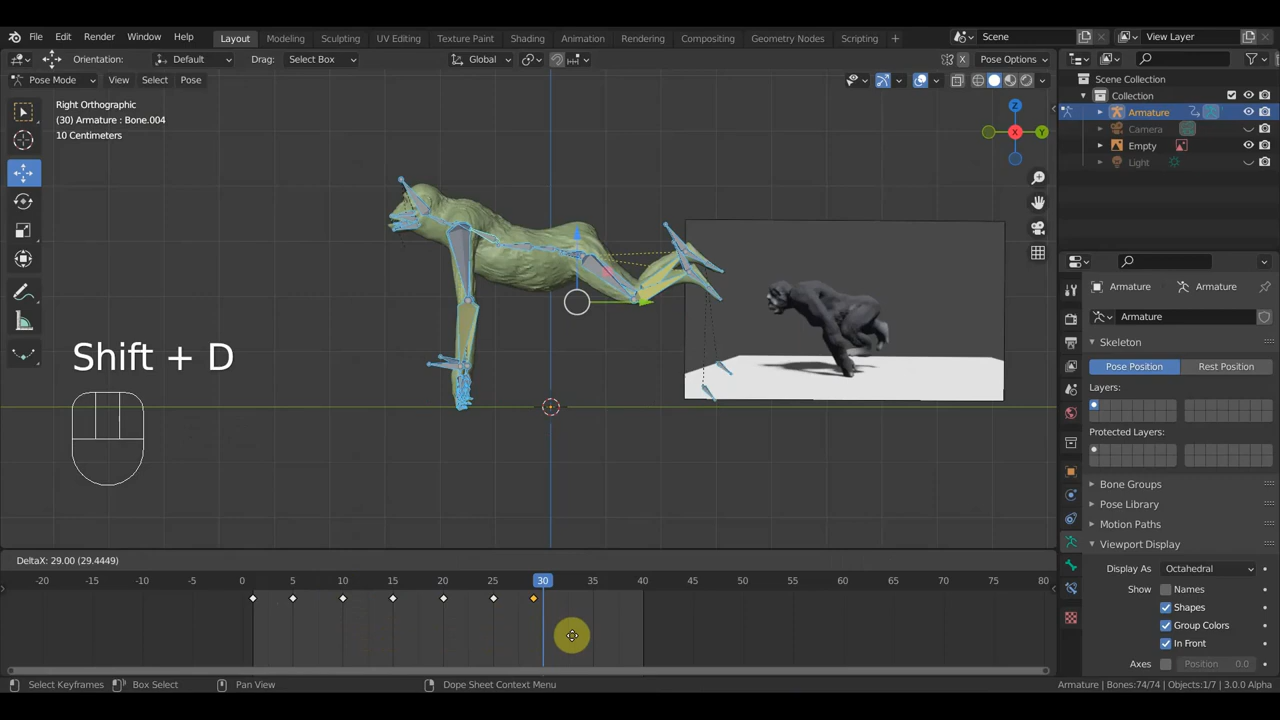 File Edit Render Window Help Layout Modeling Sculpting UV Editing Texture Paint Shading Animation Rendering Compositing Geometry Nodes Scripting + Scene View Layer
Orientation: Default Drag: Select Box Global X Pose Options
Pose Mode View Select Pose
Scene Collection
Collection
Armature
Camera
Empty
Light
Right Orthographic
(30) Armature : Bone.004
10 Centimeters
Z
Y
X
Shift + D
Armature Armature
Armature
Skeleton
Pose Position Rest Position
Layers:
Protected Layers:
Bone Groups
Pose Library
Motion Paths
Viewport Display
Display As Octahedral
Show Names
Shapes
Group Colors
In Front
Axes Position 0.0
DeltaX: 29.00 (29.4449)
-20 -15 -10 -5 0 5 10 15 20 25 30 35 40 45 50 55 60 65 70 75 80
Select Keyframes Box Select Pan View Dope Sheet Context Menu Armature | Bones:74/74 | Objects:1/7 | 3.0.0 Alpha